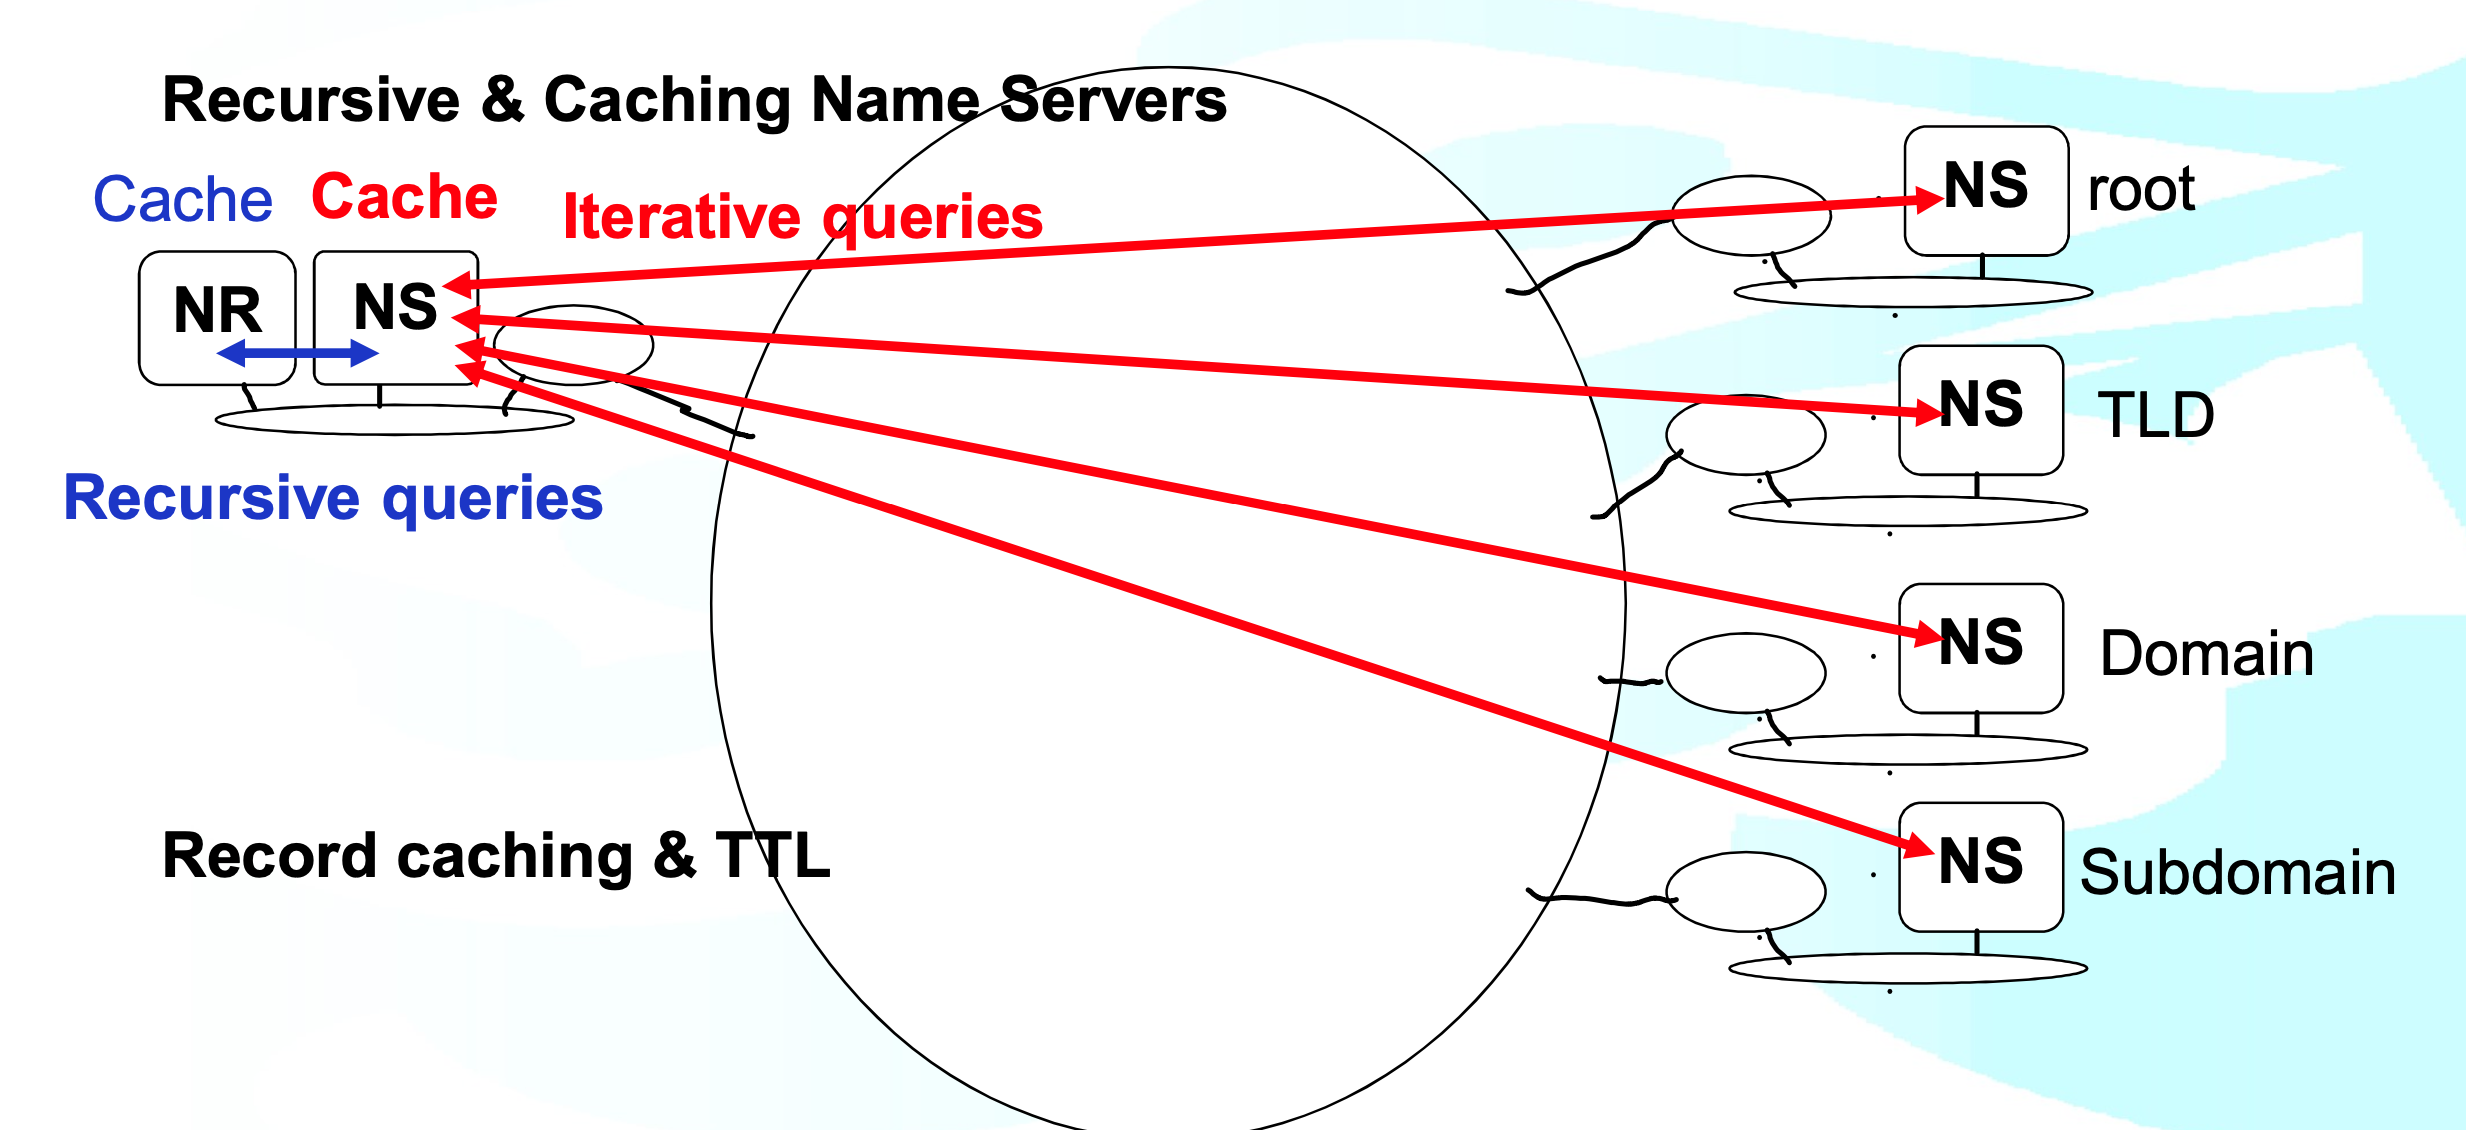 Recursive & Caching Name Servers
Cache
Cache
Iterative queries
NS
root
NR
NS
NS
TLD
Recursive queries
NS
Domain
Record caching & TTL
NS
Subdomain